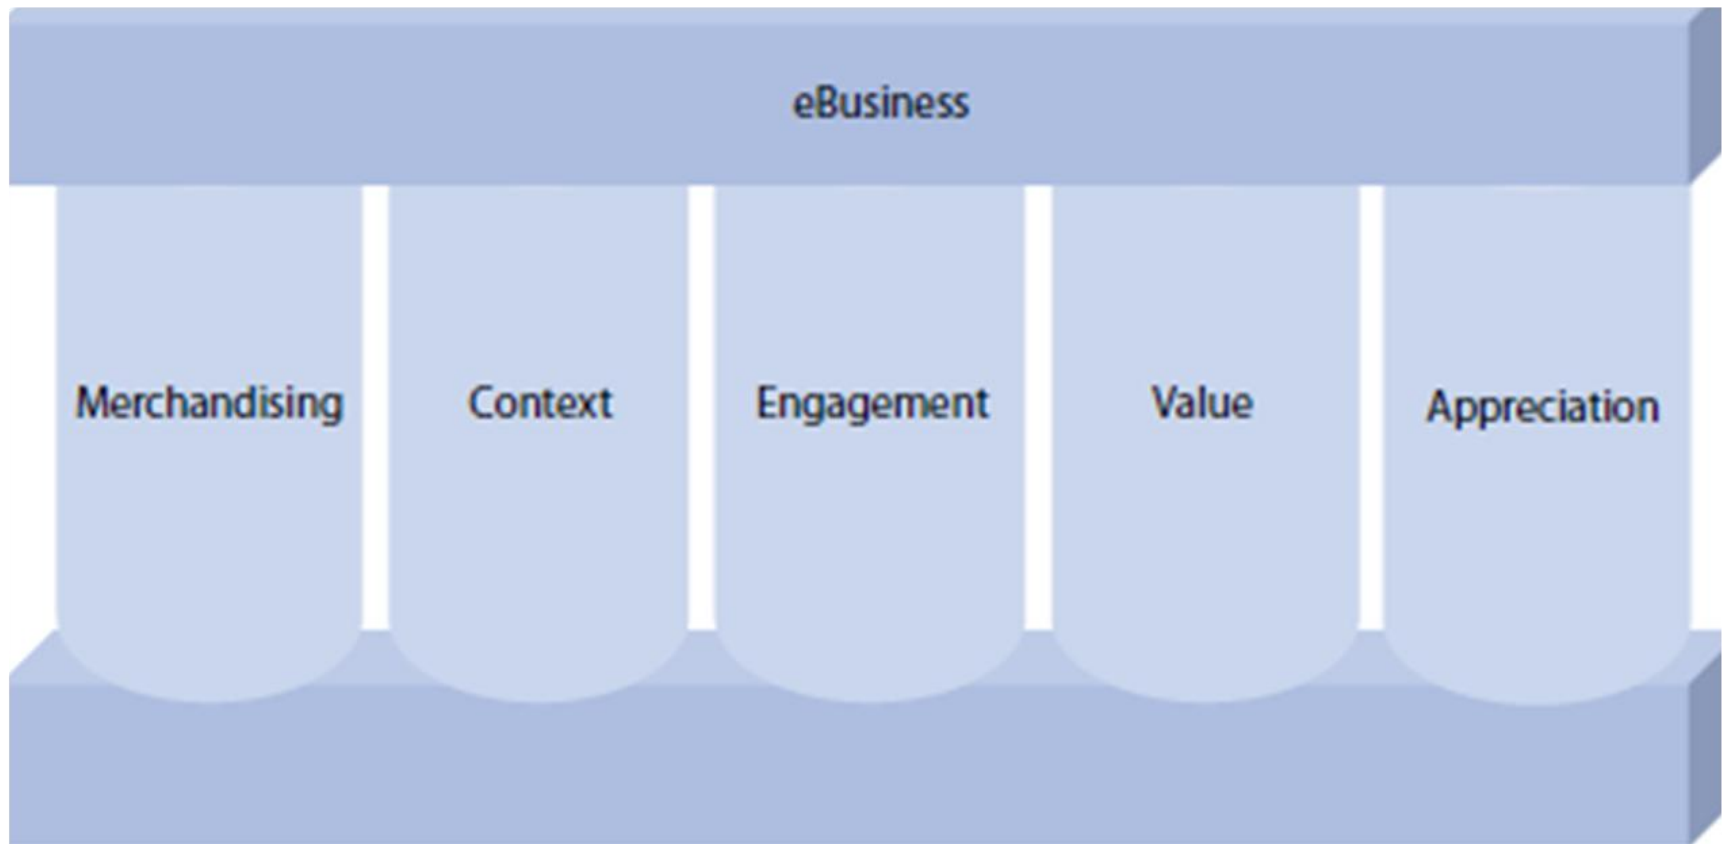 eBusiness
Merchandising
Context
Engagement
Value
Appreciation